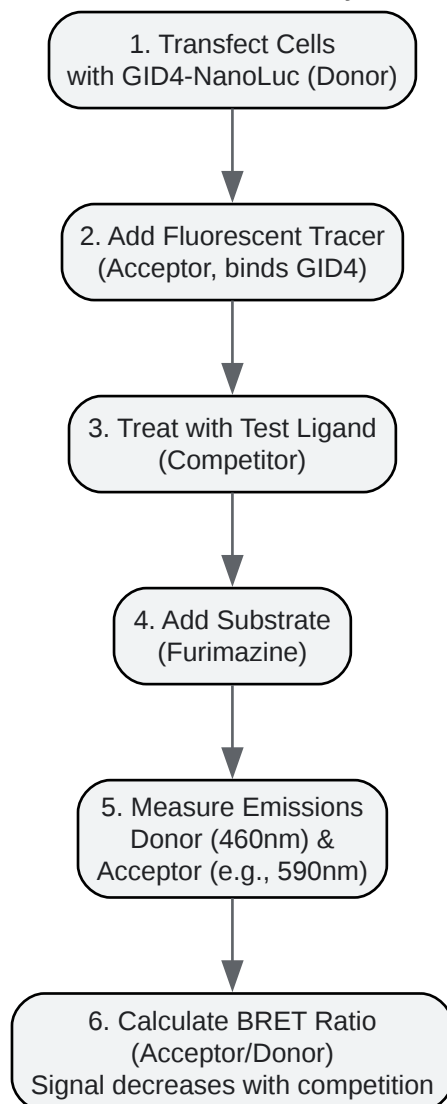 1. Transfect Cells
with GID4-NanoLuc (Donor)
2. Add Fluorescent Tracer
(Acceptor, binds GID4)
3. Treat with Test Ligand
(Competitor)
4. Add Substrate
(Furimazine)
5. Measure Emissions
Donor (460nm) &
Acceptor (e.g., 590nm)
6. Calculate BRET Ratio
(Acceptor/Donor)
Signal decreases with competition